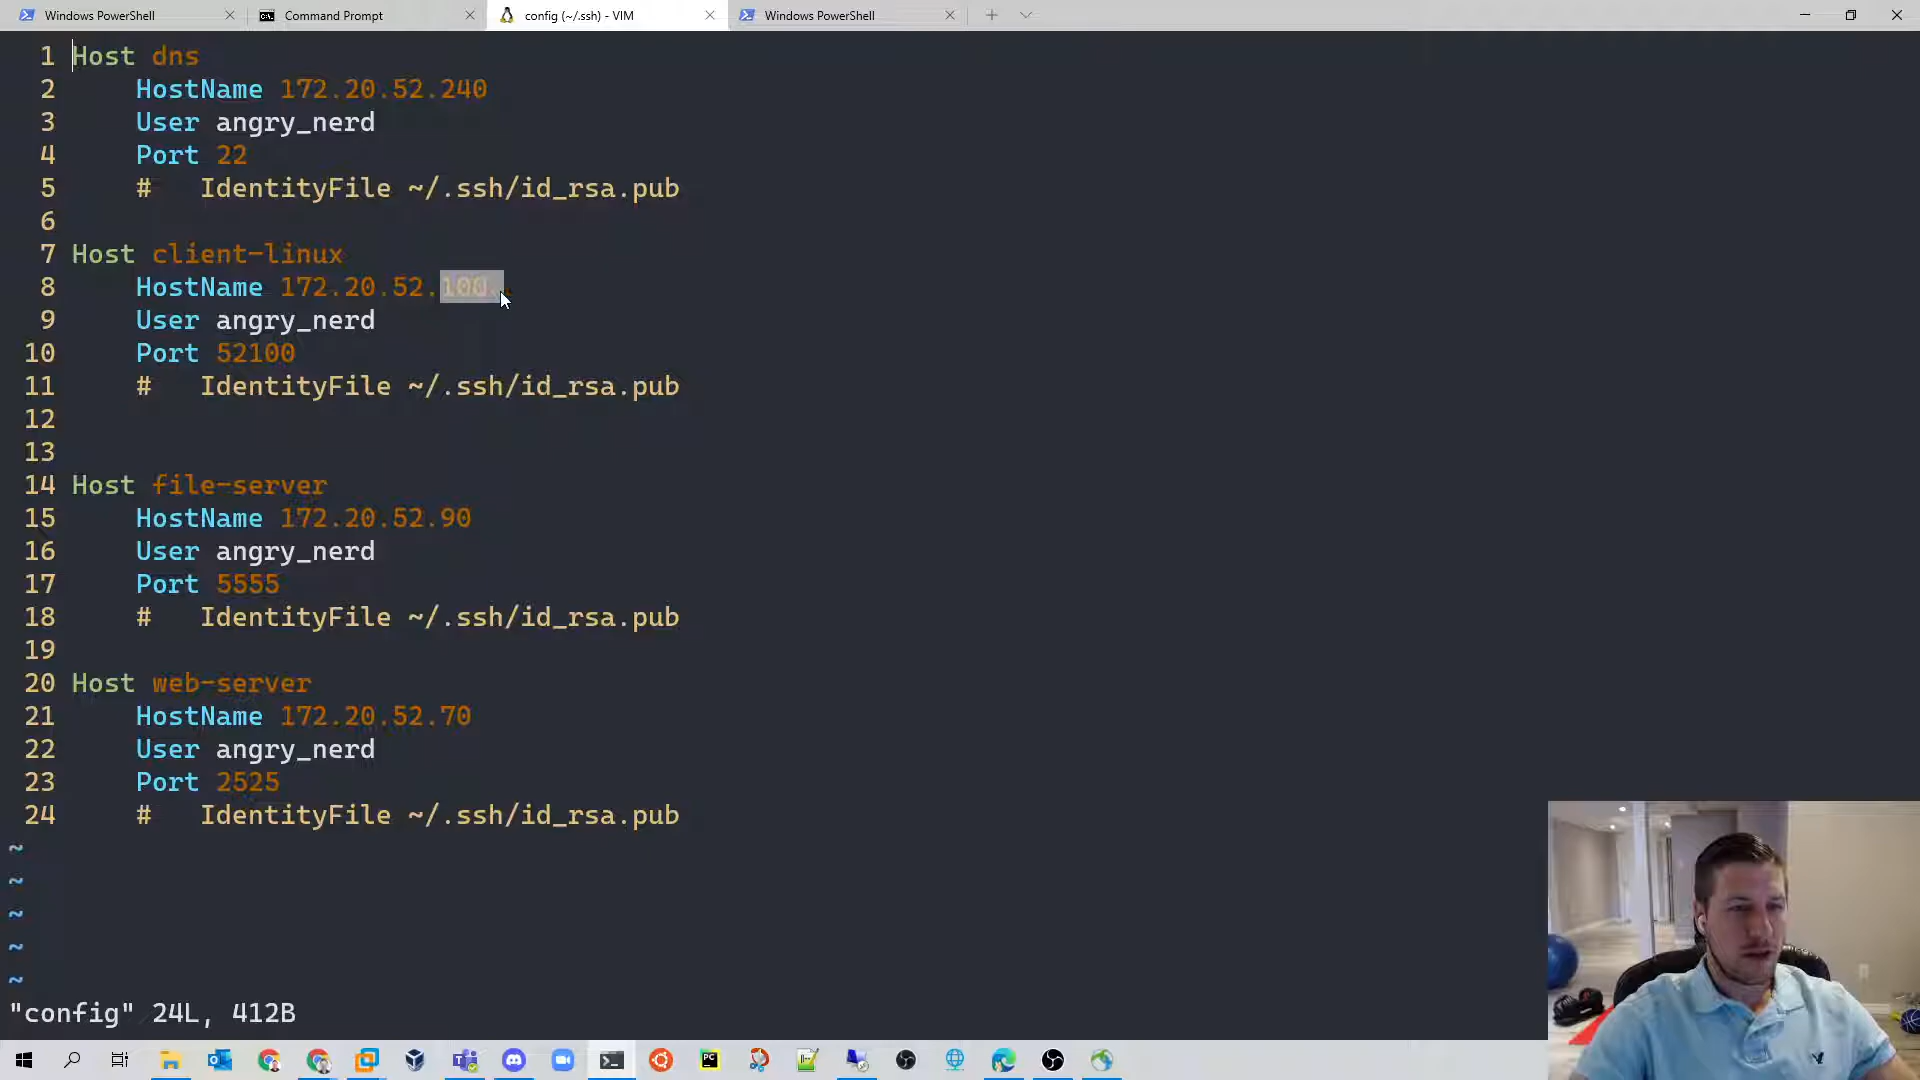 Windows PowerShell
Command Prompt
config (~/.ssh) - VIM
Windows PowerShell
1 Host dns
2 HostName 172.20.52.240
3 User angry_nerd
4 Port 22
5 # IdentityFile ~/.ssh/id_rsa.pub
6
7 Host client-linux
8 HostName 172.20.52.100
9 User angry_nerd
10 Port 52100
11 # IdentityFile ~/.ssh/id_rsa.pub
12
13
14 Host file-server
15 HostName 172.20.52.90
16 User angry_nerd
17 Port 5555
18 # IdentityFile ~/.ssh/id_rsa.pub
19
20 Host web-server
21 HostName 172.20.52.70
22 User angry_nerd
23 Port 2525
24 # IdentityFile ~/.ssh/id_rsa.pub
~
~
~
~
~
"config" 24L, 412B